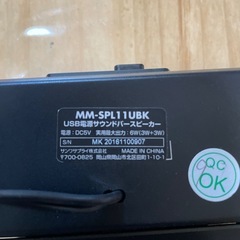 MM-SPL11UBK
USB電源サウンドバースピーカー
電源：DC5V 実用最大出力：6W(3W+3W)
S/N MK 20161100907
サンワサプライ株式会社 MADE IN CHINA
〒700-0825 岡山県岡山市北区田町1-10-1
QC
OK